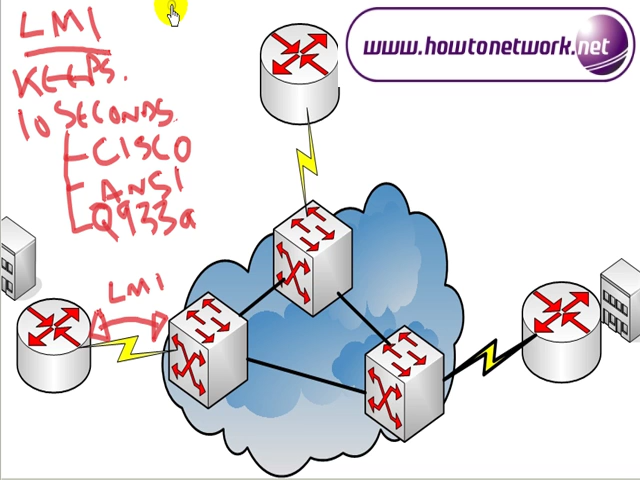 LMI
www.howtonetwork.net
KEEPS.
10 SECONDS.
CISCO
ANSI
Q933a
LMI